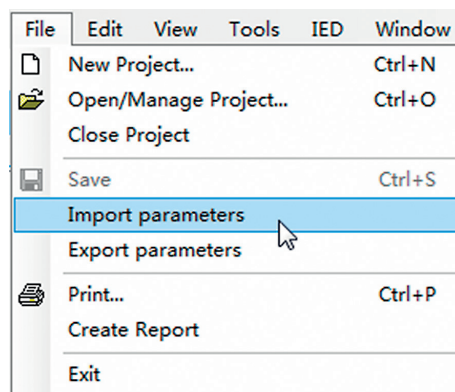 File Edit View Tools IED Window
New Project... Ctrl+N
Open/Manage Project... Ctrl+O
Close Project
Save Ctrl+S
Import parameters
Export parameters
Print... Ctrl+P
Create Report
Exit